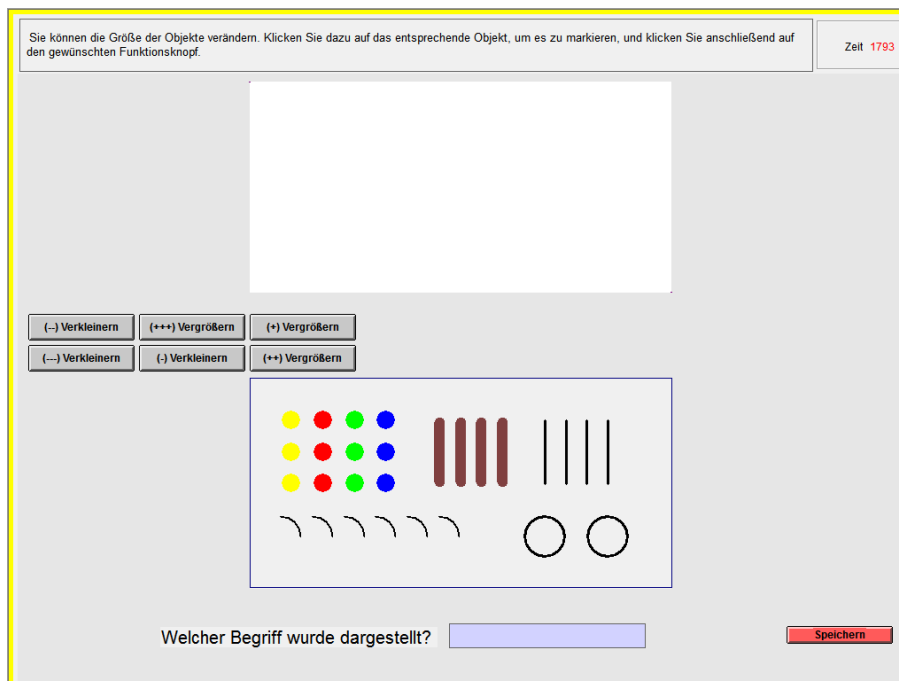 Sie können die Größe der Objekte verändern. Klicken Sie dazu auf das entsprechende Objekt, um es zu markieren, und klicken Sie anschließend auf
den gewünschten Funktionsknopf.
Zeit 1793
(--) Verkleinern (+++) Vergrößern (+) Vergrößern
(---) Verkleinern (-) Verkleinern (++) Vergrößern
Welcher Begriff wurde dargestellt?
Speichern